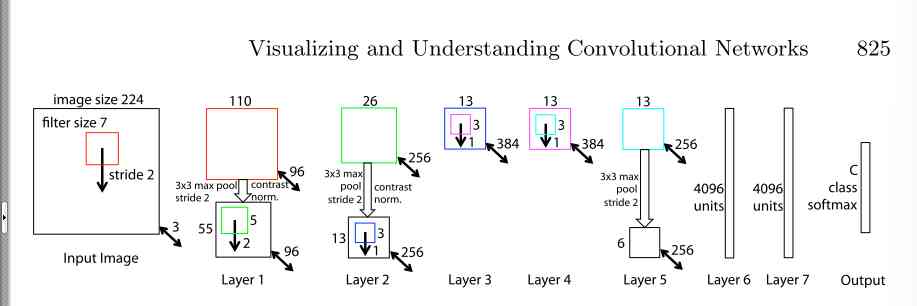 Visualizing and Understanding Convolutional Networks 825
image size 224
filter size 7
stride 2
3
Input Image
110
96
3x3 max pool
stride 2
contrast
norm.
55
5
2
96
Layer 1
26
256
3x3 max
pool
stride 2
contrast
norm.
13
3
1
256
Layer 2
13
3
1
384
Layer 3
13
3
1
384
Layer 4
13
256
3x3 max
pool
stride 2
6
256
Layer 5
4096
units
Layer 6
4096
units
Layer 7
C
class
softmax
Output